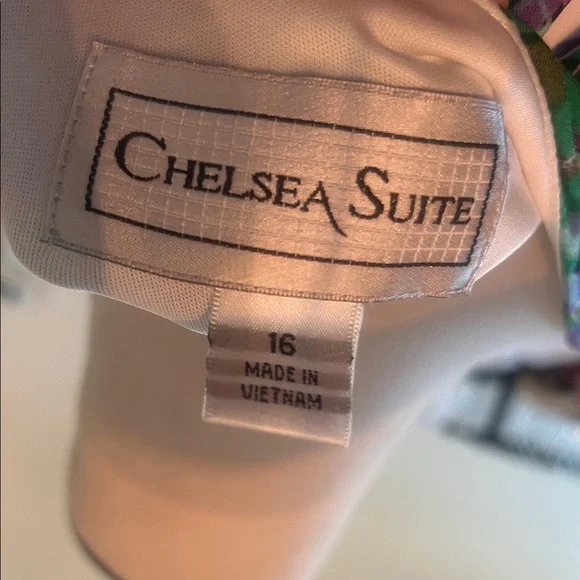 CHELSEA SUITE
16
MADE IN
VIETNAM